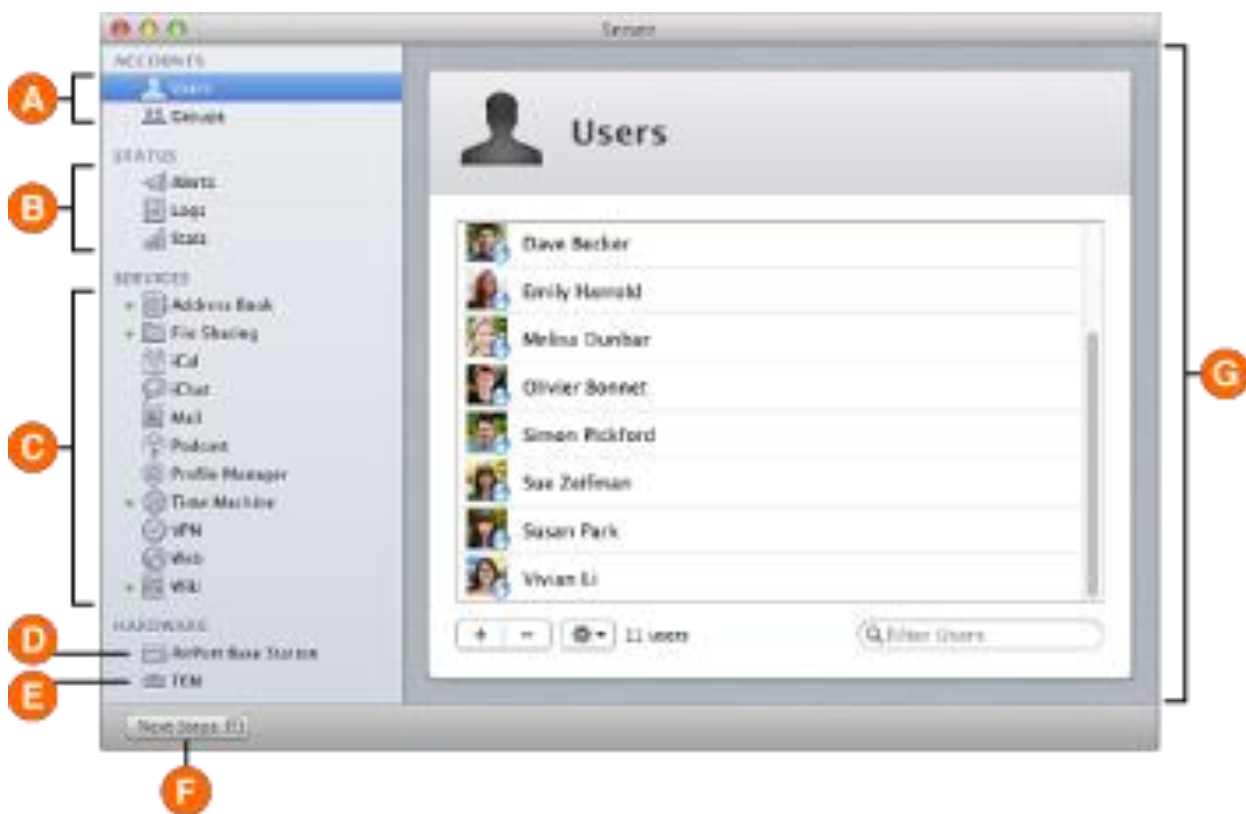 Server
ACCOUNTS
A
Users
Groups
Users
STATUS
B
Alerts
Logs
Stats
Dave Becker
Emily Harrold
Melina Dunbar
Olivier Bonnet
Simon Pickford
Sue Zeifman
Susan Park
Vivian Li
SERVICES
C
Address Book
File Sharing
iCal
iChat
Mail
Podcast
Profile Manager
Time Machine
VPN
Web
Wiki
G
+ − 11 users Filter Users
HARDWARE
D
AirPort Base Station
E
Next Steps
F